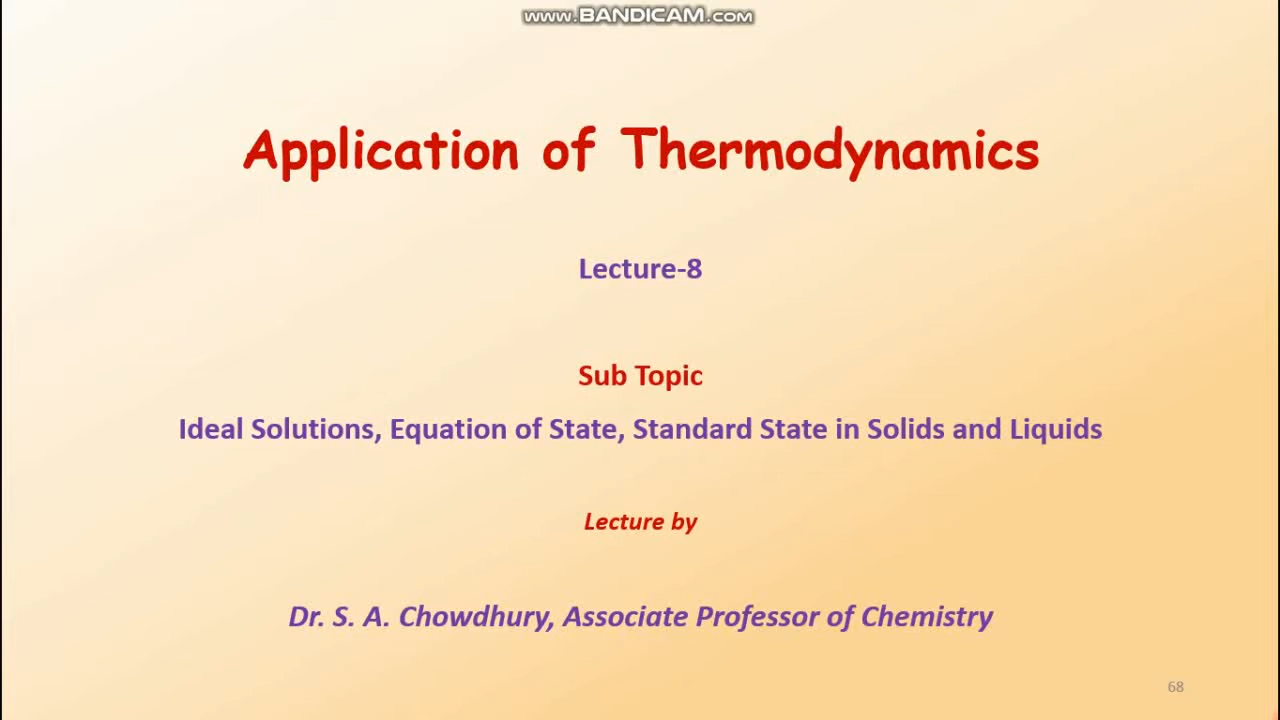 www.BANDICAM.com
Application of Thermodynamics
Lecture-8
Sub Topic
Ideal Solutions, Equation of State, Standard State in Solids and Liquids
Lecture by
Dr. S. A. Chowdhury, Associate Professor of Chemistry
68